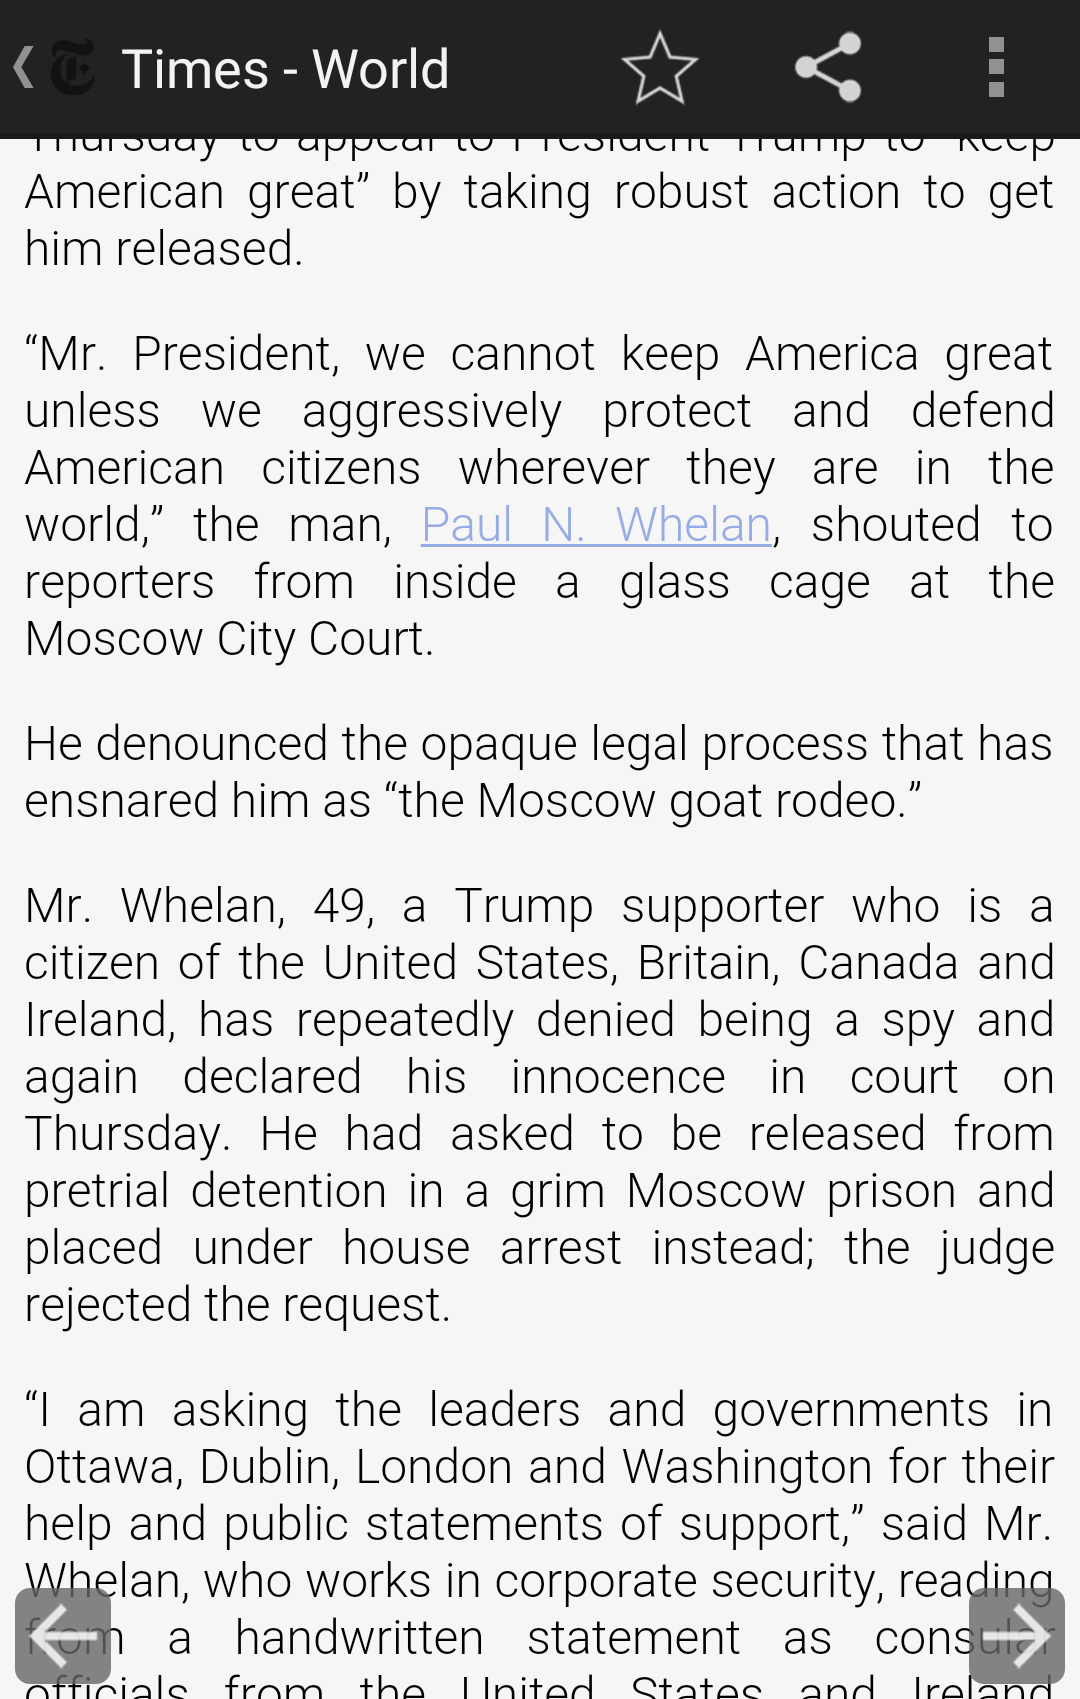 Times - World
Thursday to appeal to President Trump to “keep
American great” by taking robust action to get
him released.
“Mr. President, we cannot keep America great
unless we aggressively protect and defend
American citizens wherever they are in the
world,” the man, Paul N. Whelan, shouted to
reporters from inside a glass cage at the
Moscow City Court.
He denounced the opaque legal process that has
ensnared him as “the Moscow goat rodeo.”
Mr. Whelan, 49, a Trump supporter who is a
citizen of the United States, Britain, Canada and
Ireland, has repeatedly denied being a spy and
again declared his innocence in court on
Thursday. He had asked to be released from
pretrial detention in a grim Moscow prison and
placed under house arrest instead; the judge
rejected the request.
“I am asking the leaders and governments in
Ottawa, Dublin, London and Washington for their
help and public statements of support,” said Mr.
Whelan, who works in corporate security, reading
from a handwritten statement as consular
officials from the United States and Ireland